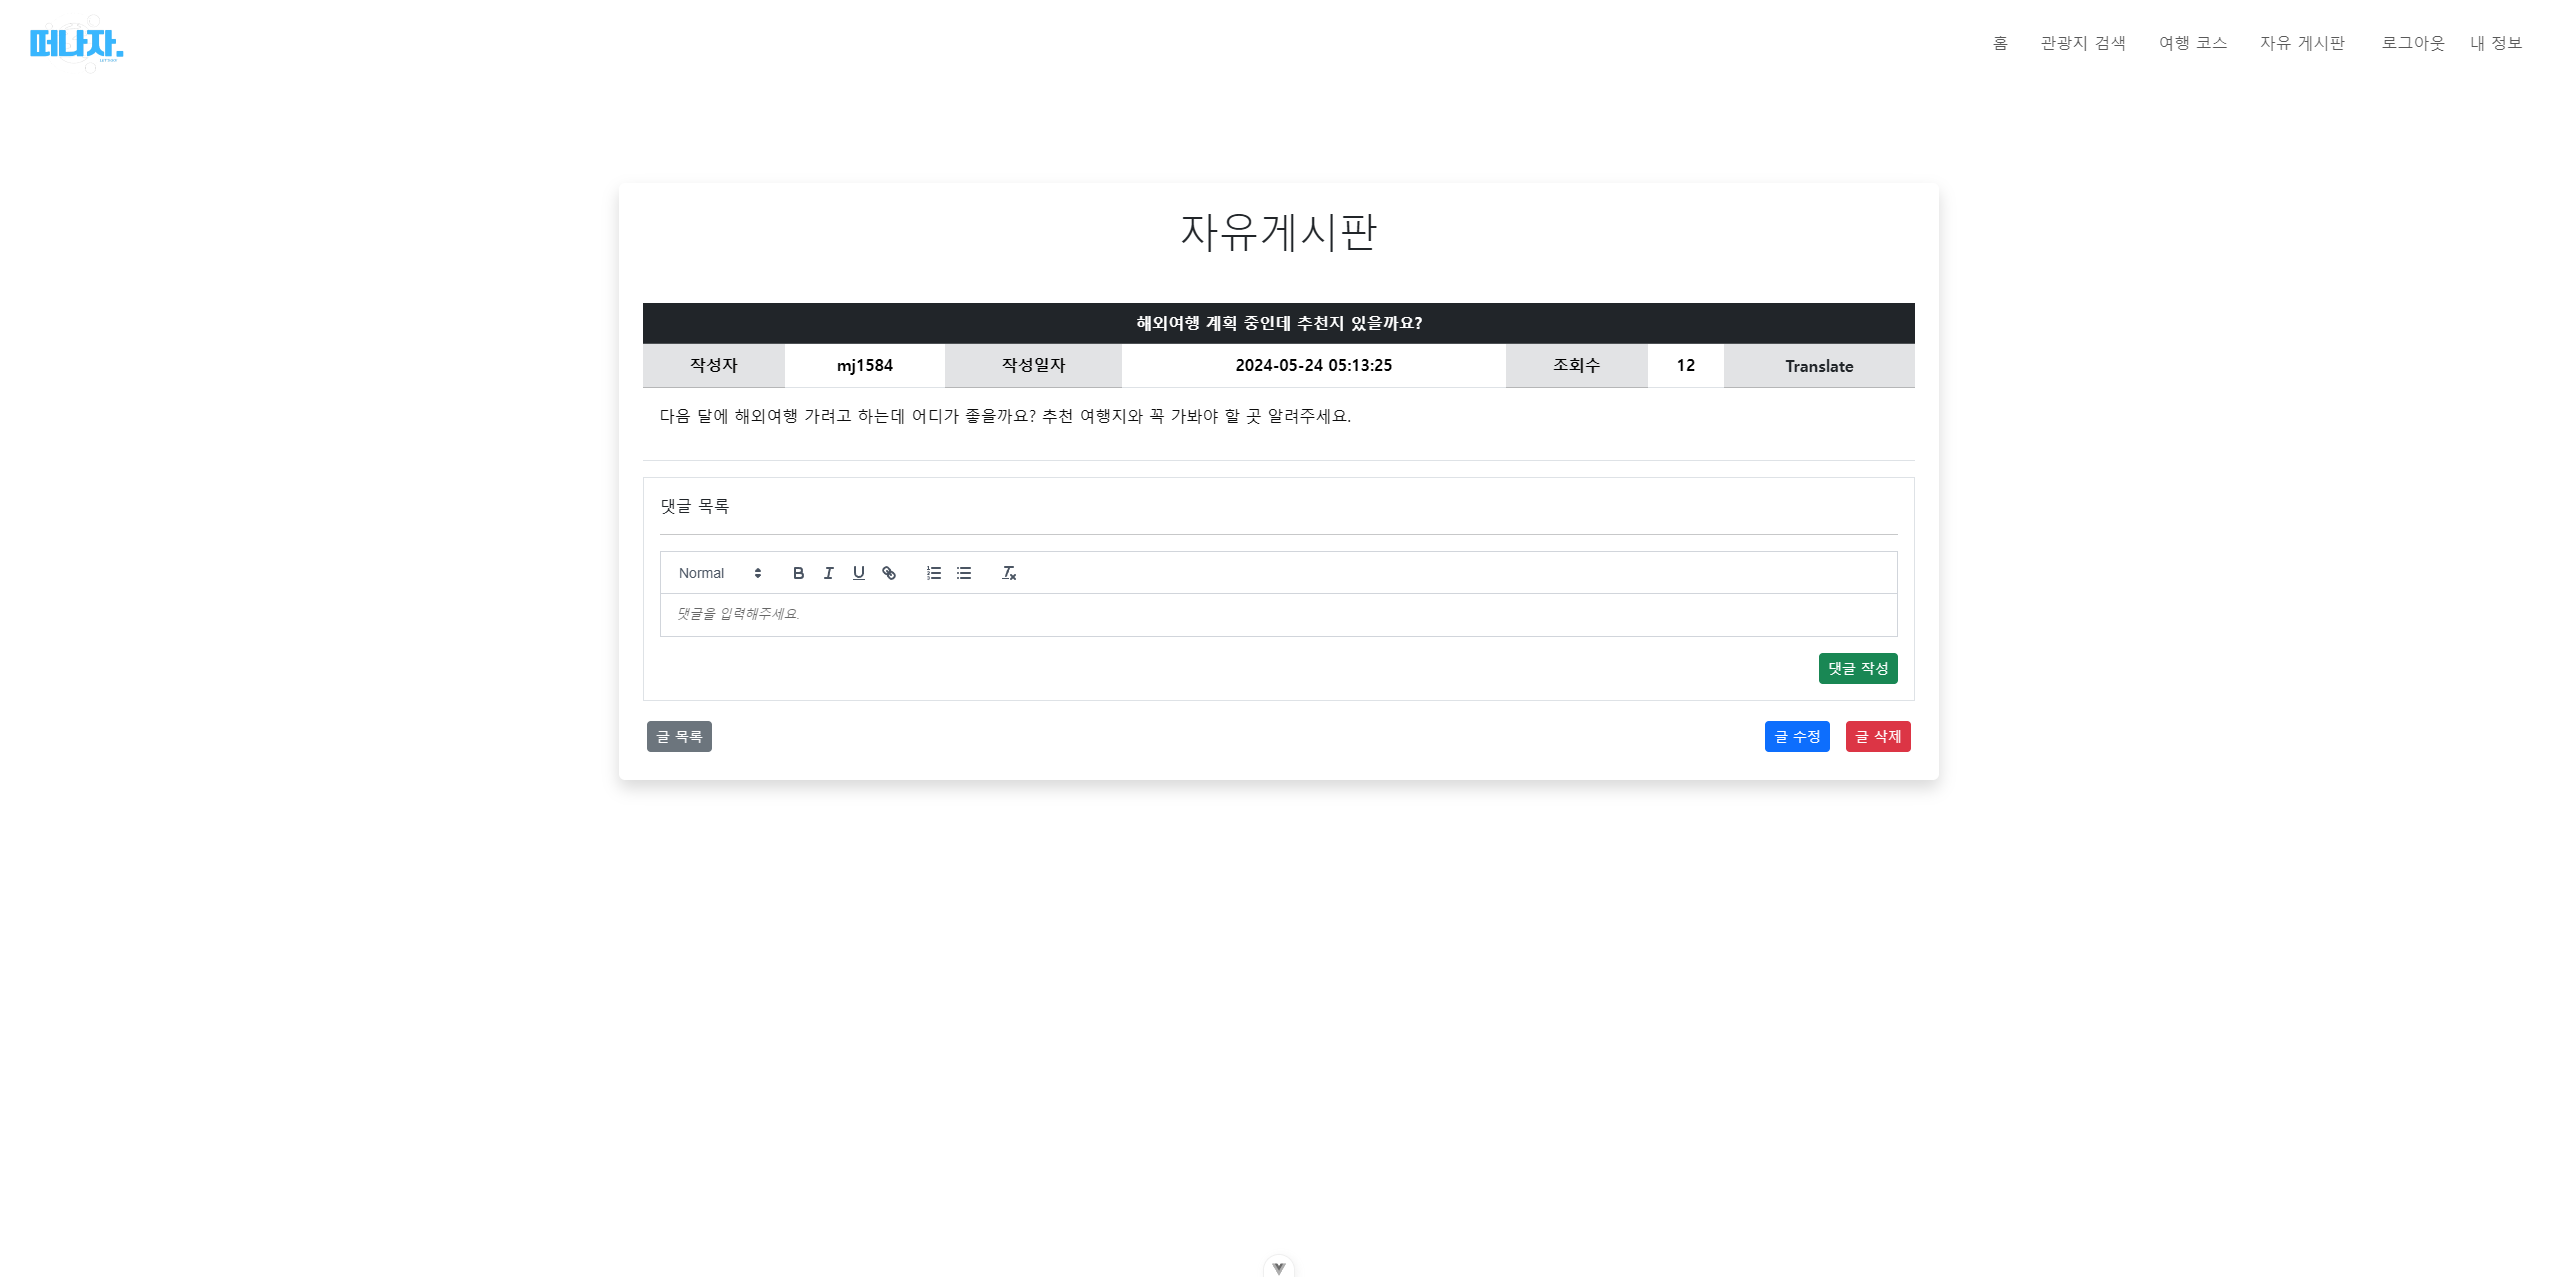 떠나자.
홈 관광지 검색 여행 코스 자유 게시판 로그아웃 내 정보
자유게시판
해외여행 계획 중인데 추천지 있을까요?
작성자 mj1584 작성일자 2024-05-24 05:13:25 조회수 12 Translate
다음 달에 해외여행 가려고 하는데 어디가 좋을까요? 추천 여행지와 꼭 가봐야 할 곳 알려주세요.
댓글 목록
Normal
댓글을 입력해주세요.
댓글 작성
글 목록 글 수정 글 삭제